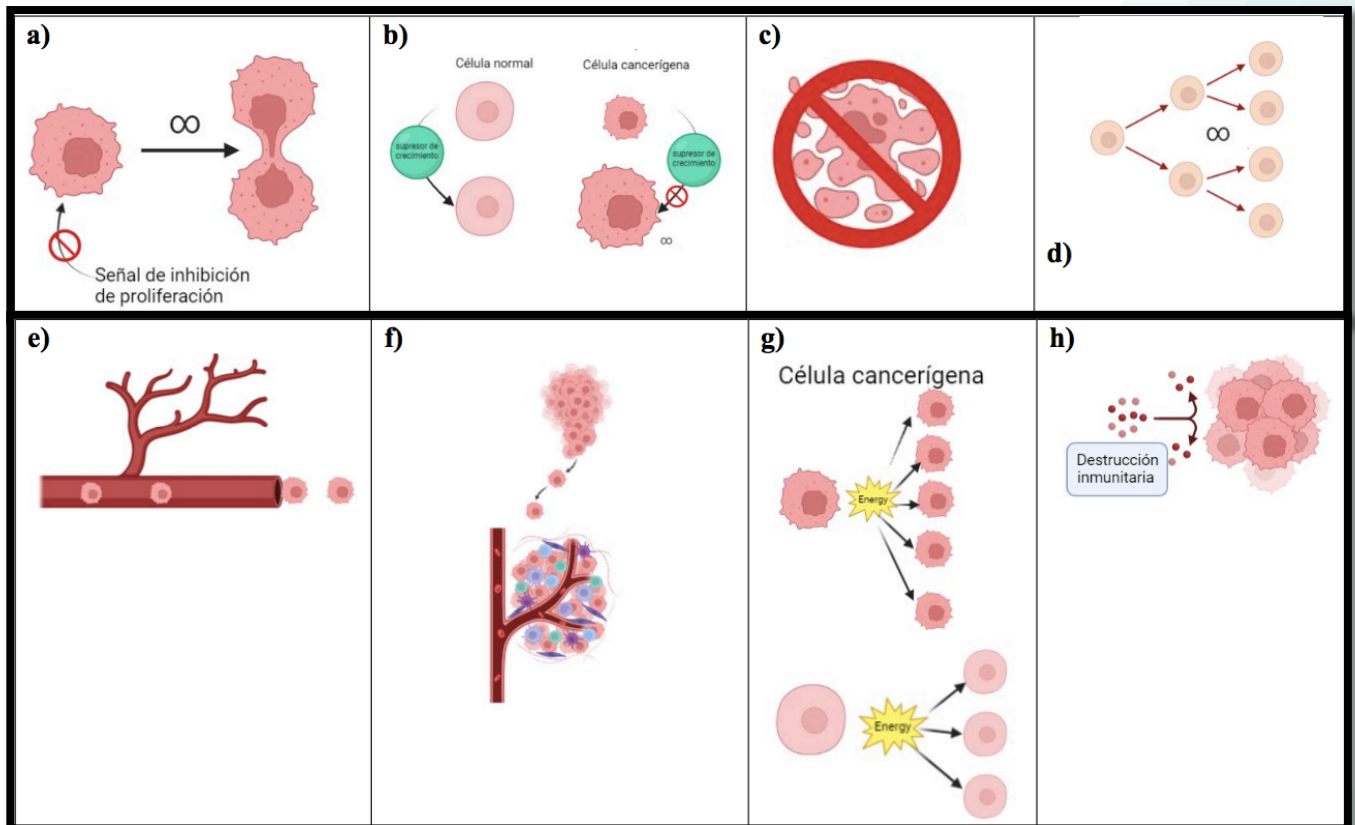 a)
∞
Señal de inhibición
de proliferación
b)
Célula normal
Célula cancerígena
supresor de
crecimiento
supresor de
crecimiento
∞
c)
∞
d)
e)
f)
g)
Célula cancerígena
Energy
Energy
h)
Destrucción
inmunitaria